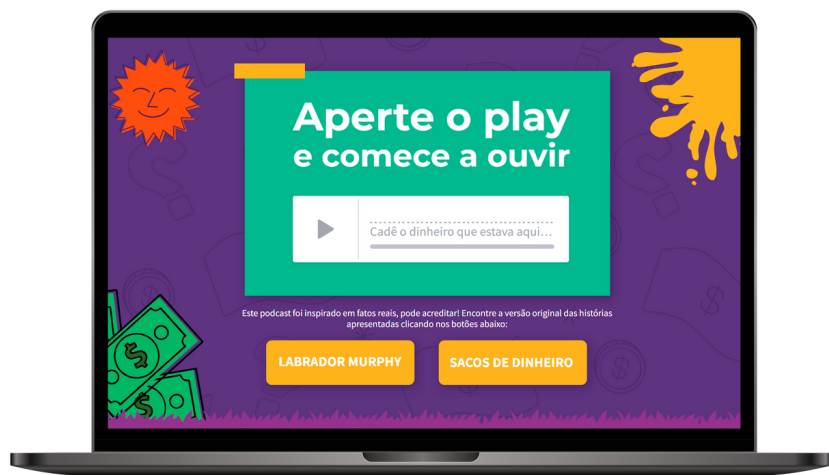 Aperte o play
e comece a ouvir
Cadê o dinheiro que estava aqui...
Este podcast foi inspirado em fatos reais, pode acreditar! Encontre a versão original das histórias
apresentadas clicando nos botões abaixo:
LABRADOR MURPHY
SACOS DE DINHEIRO